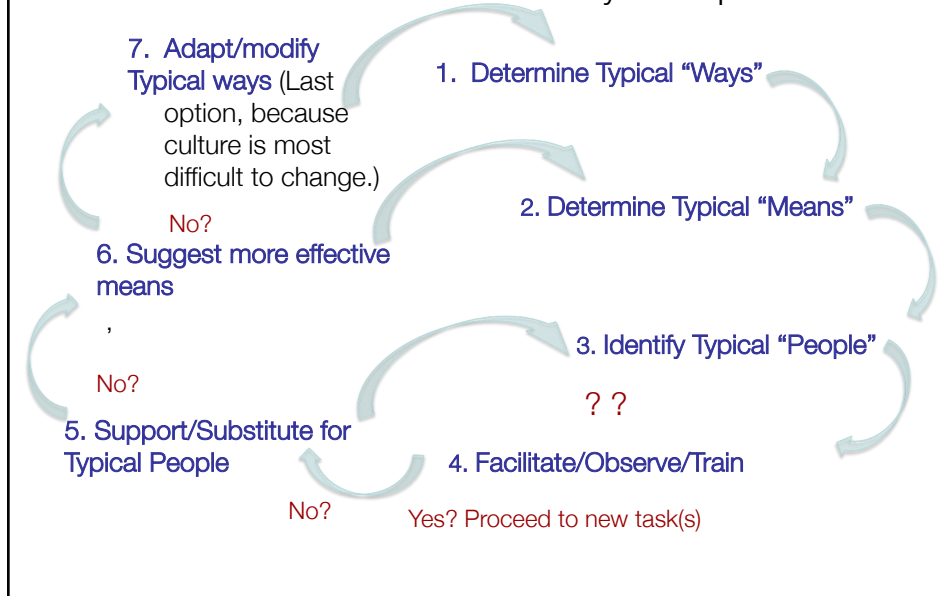 7. Adapt/modify
Typical ways (Last
option, because
culture is most
difficult to change.)
1. Determine Typical “Ways”
2. Determine Typical “Means”
No?
6. Suggest more effective
means
,
3. Identify Typical “People”
No?
? ?
5. Support/Substitute for
Typical People
4. Facilitate/Observe/Train
No?
Yes? Proceed to new task(s)